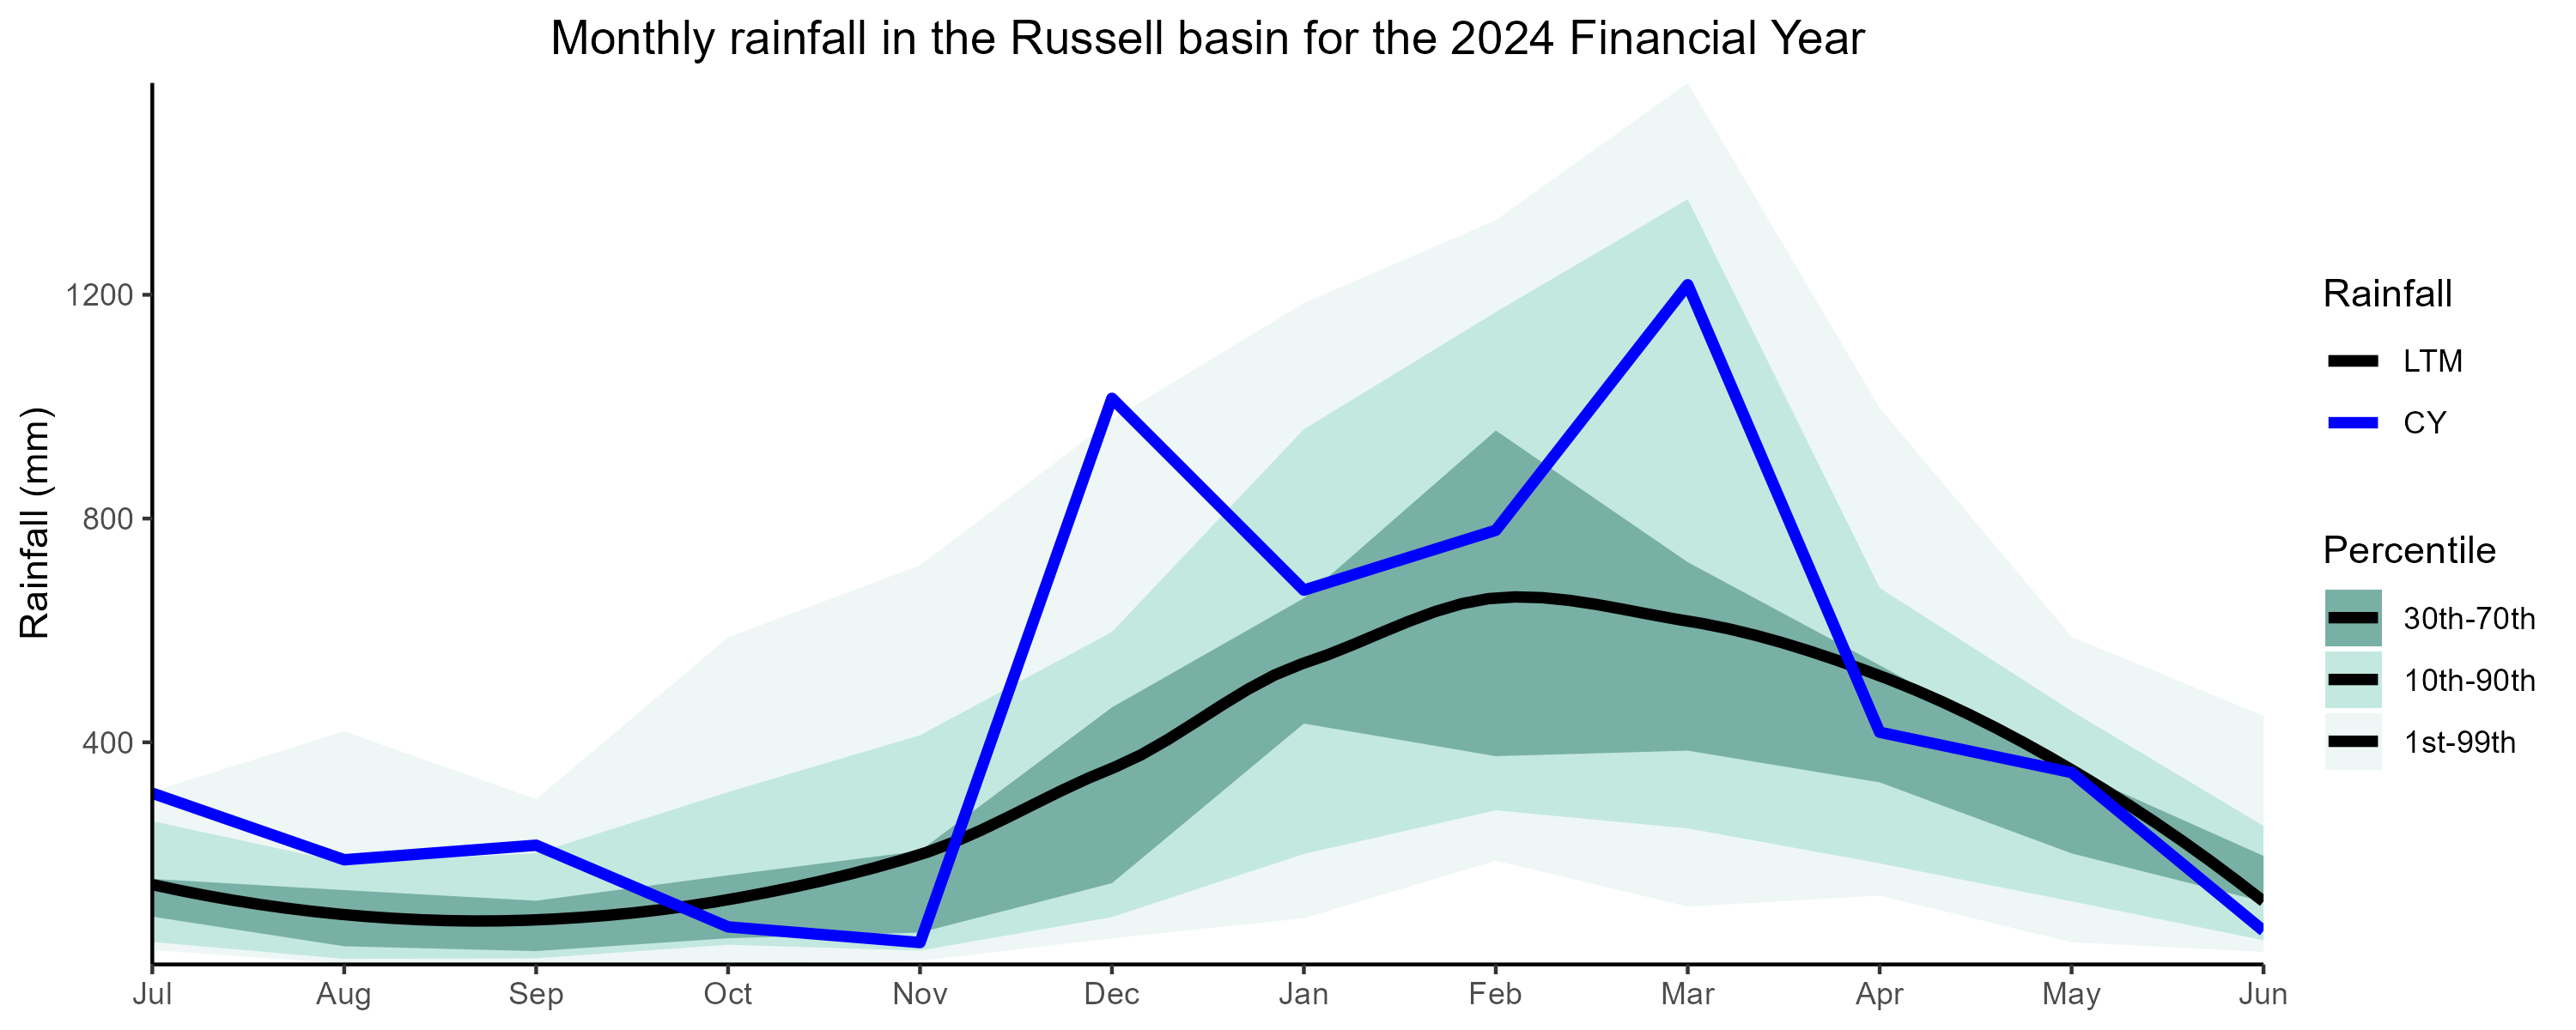 Monthly rainfall in the Russell basin for the 2024 Financial Year
Rainfall (mm)
1200
800
400
Jul Aug Sep Oct Nov Dec Jan Feb Mar Apr May Jun
Rainfall
LTM
CY
Percentile
30th-70th
10th-90th
1st-99th